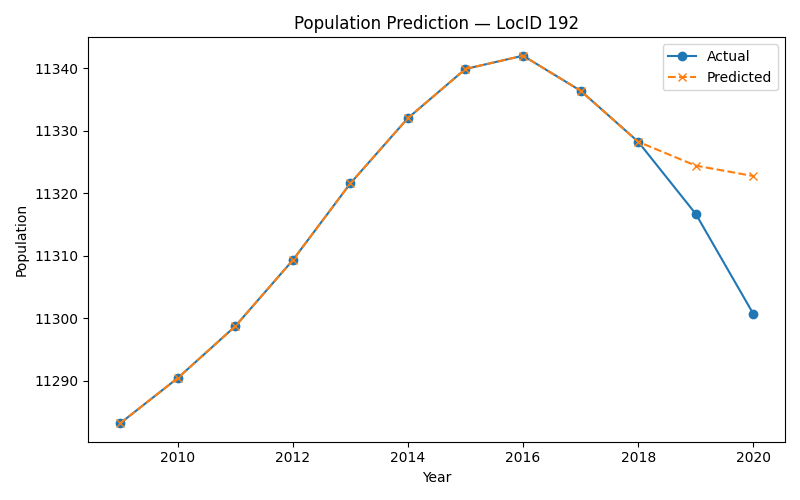 Population Prediction — LocID 192
Actual
Predicted
Population
11340
11330
11320
11310
11300
11290
2010 2012 2014 2016 2018 2020
Year